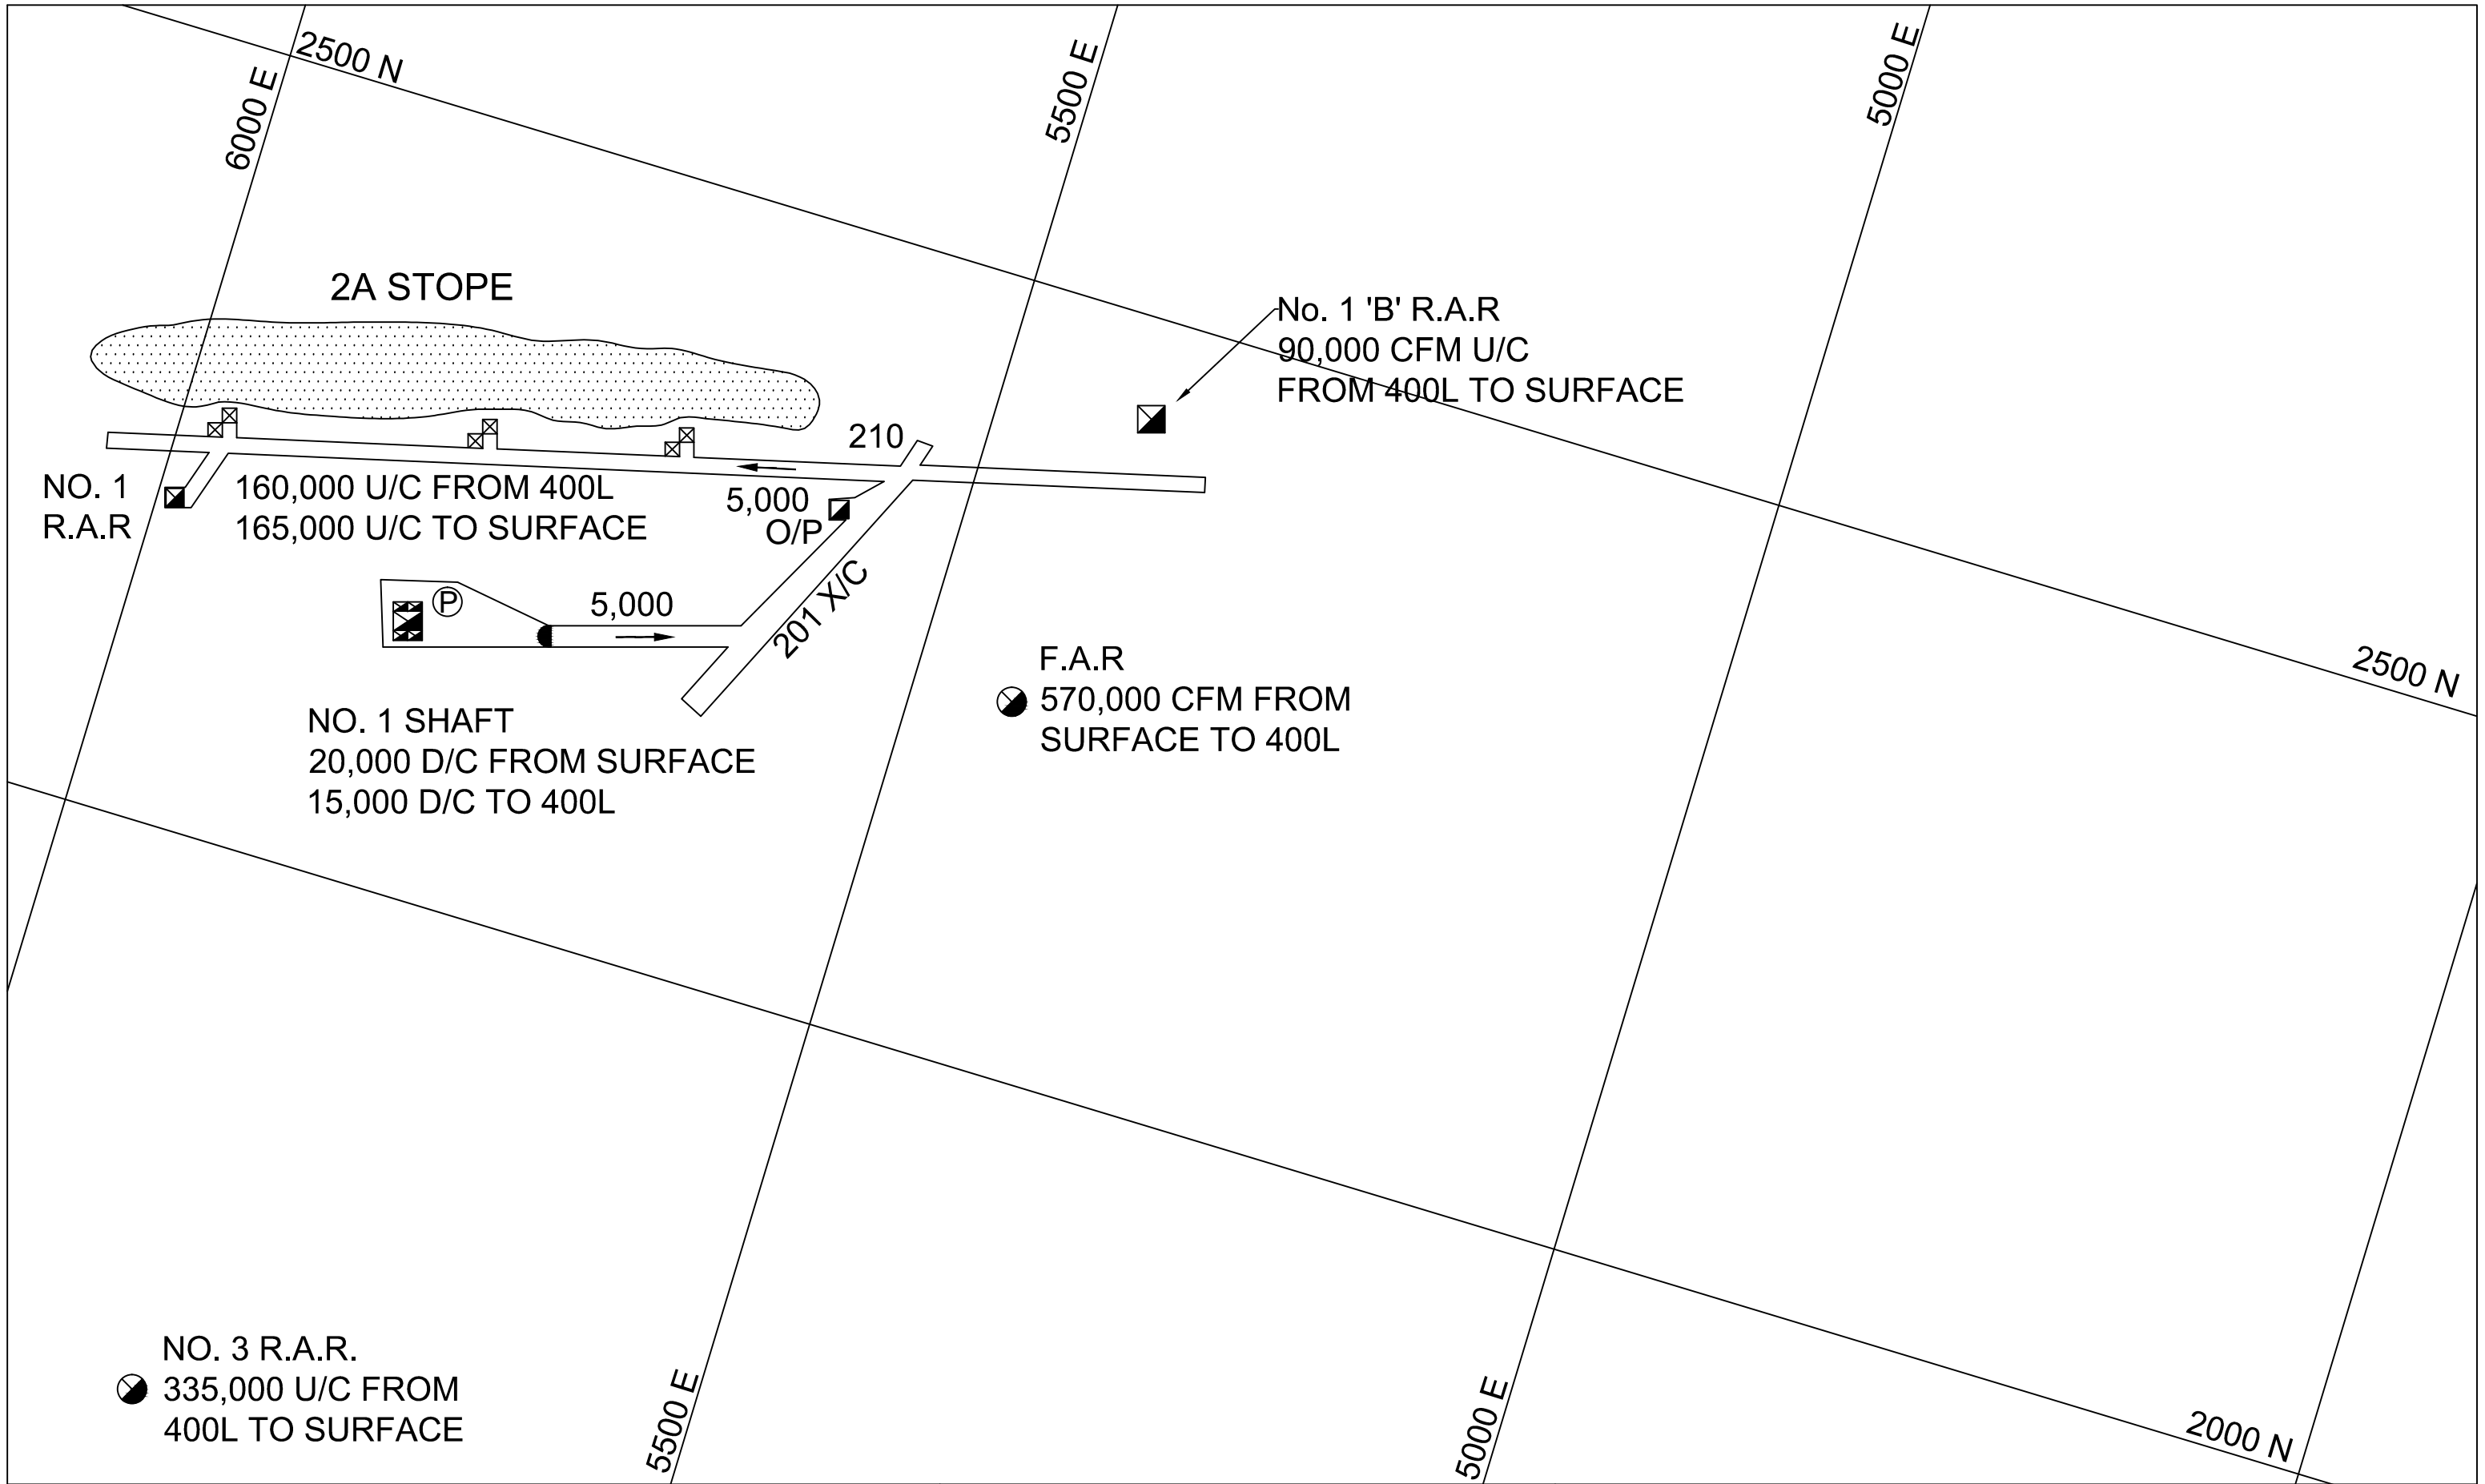 2500 N
6000 E
5500 E
5000 E
2A STOPE
No. 1 'B' R.A.R
90,000 CFM U/C
FROM 400L TO SURFACE
210
NO. 1
R.A.R
160,000 U/C FROM 400L
165,000 U/C TO SURFACE
5,000
O/P
P
5,000
201 X/C
F.A.R
570,000 CFM FROM
SURFACE TO 400L
2500 N
NO. 1 SHAFT
20,000 D/C FROM SURFACE
15,000 D/C TO 400L
NO. 3 R.A.R.
335,000 U/C FROM
400L TO SURFACE
5500 E
5000 E
2000 N